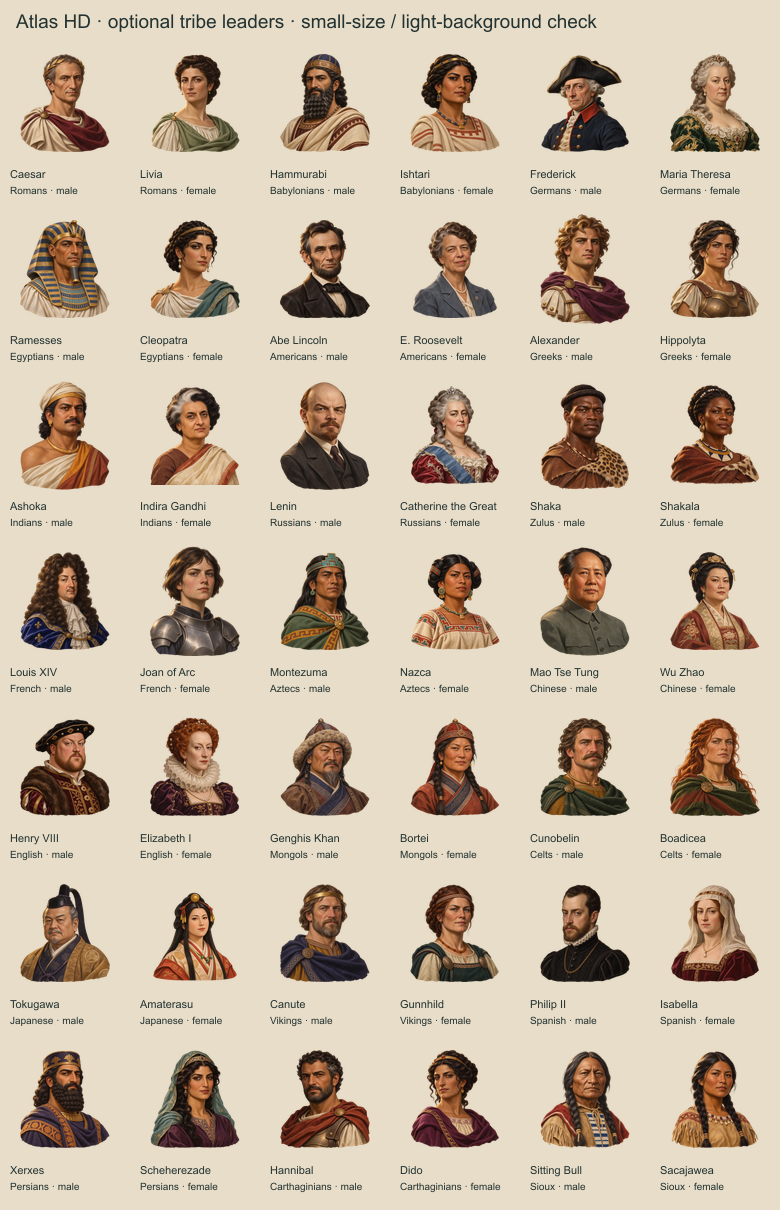 Atlas HD · optional tribe leaders · small-size / light-background check
Caesar
Romans · male
Livia
Romans · female
Hammurabi
Babylonians · male
Ishtari
Babylonians · female
Frederick
Germans · male
Maria Theresa
Germans · female
Ramesses
Egyptians · male
Cleopatra
Egyptians · female
Abe Lincoln
Americans · male
E. Roosevelt
Americans · female
Alexander
Greeks · male
Hippolyta
Greeks · female
Ashoka
Indians · male
Indira Gandhi
Indians · female
Lenin
Russians · male
Catherine the Great
Russians · female
Shaka
Zulus · male
Shakala
Zulus · female
Louis XIV
French · male
Joan of Arc
French · female
Montezuma
Aztecs · male
Nazca
Aztecs · female
Mao Tse Tung
Chinese · male
Wu Zhao
Chinese · female
Henry VIII
English · male
Elizabeth I
English · female
Genghis Khan
Mongols · male
Bortei
Mongols · female
Cunobelin
Celts · male
Boadicea
Celts · female
Tokugawa
Japanese · male
Amaterasu
Japanese · female
Canute
Vikings · male
Gunnhild
Vikings · female
Philip II
Spanish · male
Isabella
Spanish · female
Xerxes
Persians · male
Scheherezade
Persians · female
Hannibal
Carthaginians · male
Dido
Carthaginians · female
Sitting Bull
Sioux · male
Sacajawea
Sioux · female